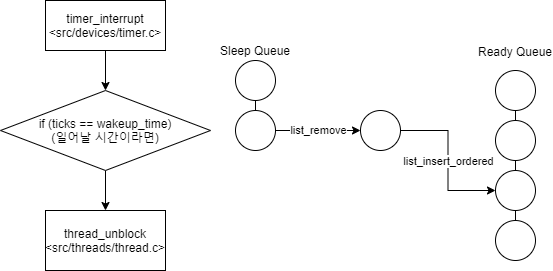 timer_interrupt
<src/devices/timer.c>
if (ticks == wakeup_time)
(일어날 시간이라면)
thread_unblock
<src/threads/thread.c>
Sleep Queue
list_remove
list_insert_ordered
Ready Queue